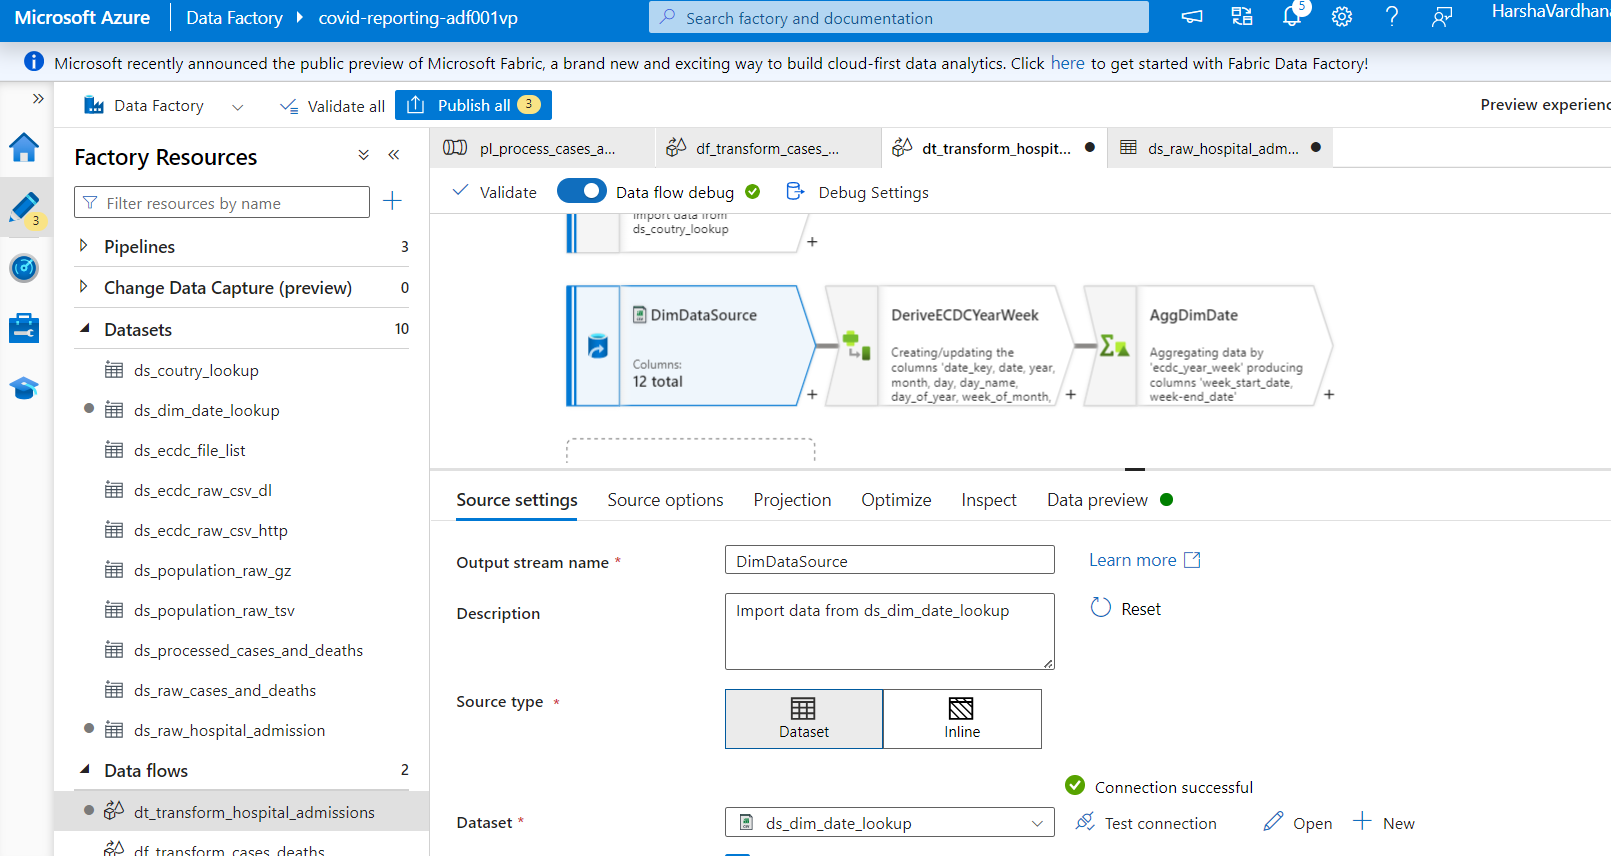 Microsoft Azure
Data Factory
covid-reporting-adf001vp
Search factory and documentation
5
HarshaVardhana
Microsoft recently announced the public preview of Microsoft Fabric, a brand new and exciting way to build cloud-first data analytics. Click here to get started with Fabric Data Factory!
Data Factory
Validate all
Publish all 3
Preview experienc
3
Factory Resources
Filter resources by name
Pipelines 3
Change Data Capture (preview) 0
Datasets 10
ds_coutry_lookup
ds_dim_date_lookup
ds_ecdc_file_list
ds_ecdc_raw_csv_dl
ds_ecdc_raw_csv_http
ds_population_raw_gz
ds_population_raw_tsv
ds_processed_cases_and_deaths
ds_raw_cases_and_deaths
ds_raw_hospital_admission
Data flows 2
dt_transform_hospital_admissions
df_transform_cases_deaths
pl_process_cases_a...
df_transform_cases_...
dt_transform_hospit...
ds_raw_hospital_adm...
Validate
Data flow debug
Debug Settings
Import data from
ds_coutry_lookup
DimDataSource
Columns:
12 total
DeriveECDCYearWeek
Creating/updating the
columns 'date_key, date, year,
month, day, day_name,
day_of_year, week_of_month,
AggDimDate
Aggregating data by
'ecdc_year_week' producing
columns 'week_start_date,
week-end_date'
Source settings
Source options
Projection
Optimize
Inspect
Data preview
Output stream name *
DimDataSource
Learn more
Description
Import data from ds_dim_date_lookup
Reset
Source type *
Dataset
Inline
Connection successful
Dataset *
ds_dim_date_lookup
Test connection
Open
New